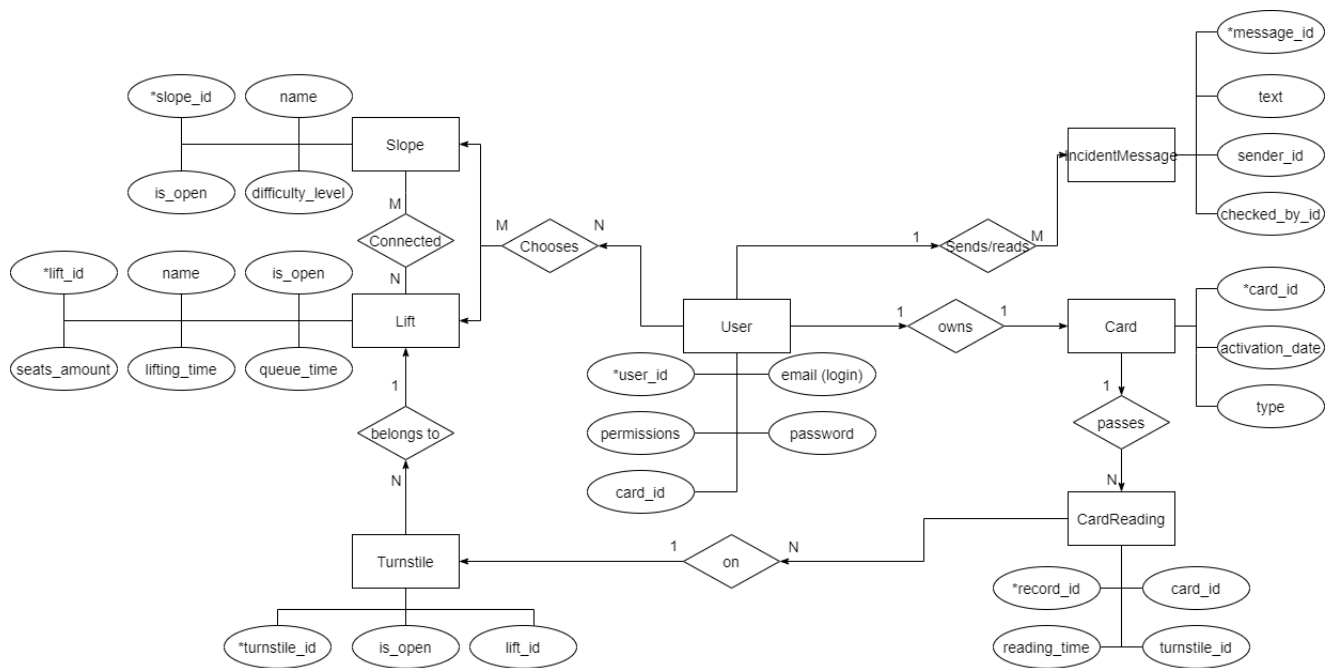 *message_id
*slope_id
name
text
Slope
IncidentMessage
sender_id
is_open
difficulty_level
M
checked_by_id
M
N
1
Sends/reads
M
Connected
Chooses
*lift_id
name
is_open
N
*card_id
Lift
User
1
owns
1
Card
seats_amount
lifting_time
queue_time
activation_date
*user_id
email (login)
1
1
type
belongs to
permissions
password
passes
N
card_id
N
CardReading
1
N
Turnstile
on
*record_id
card_id
*turnstile_id
is_open
lift_id
reading_time
turnstile_id